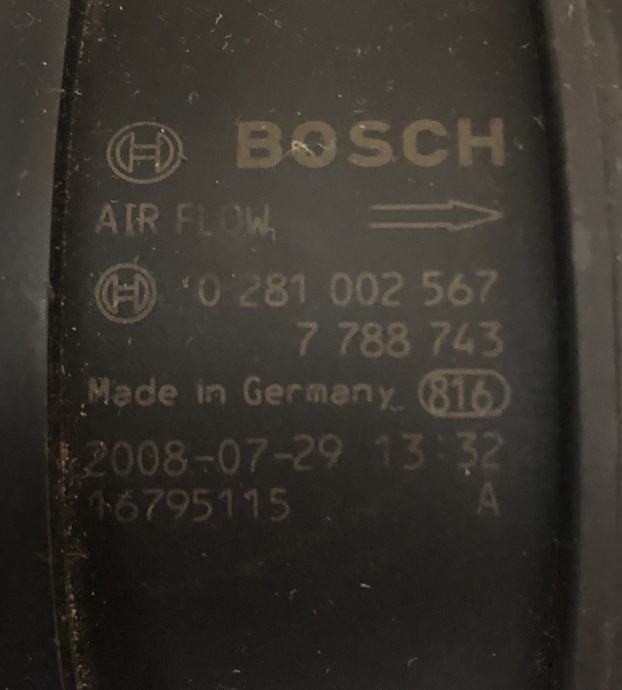 BOSCH
AIR FLOW
0 281 002 567
7 788 743
Made in Germany 816
2008-07-29 13:32
16795115 A